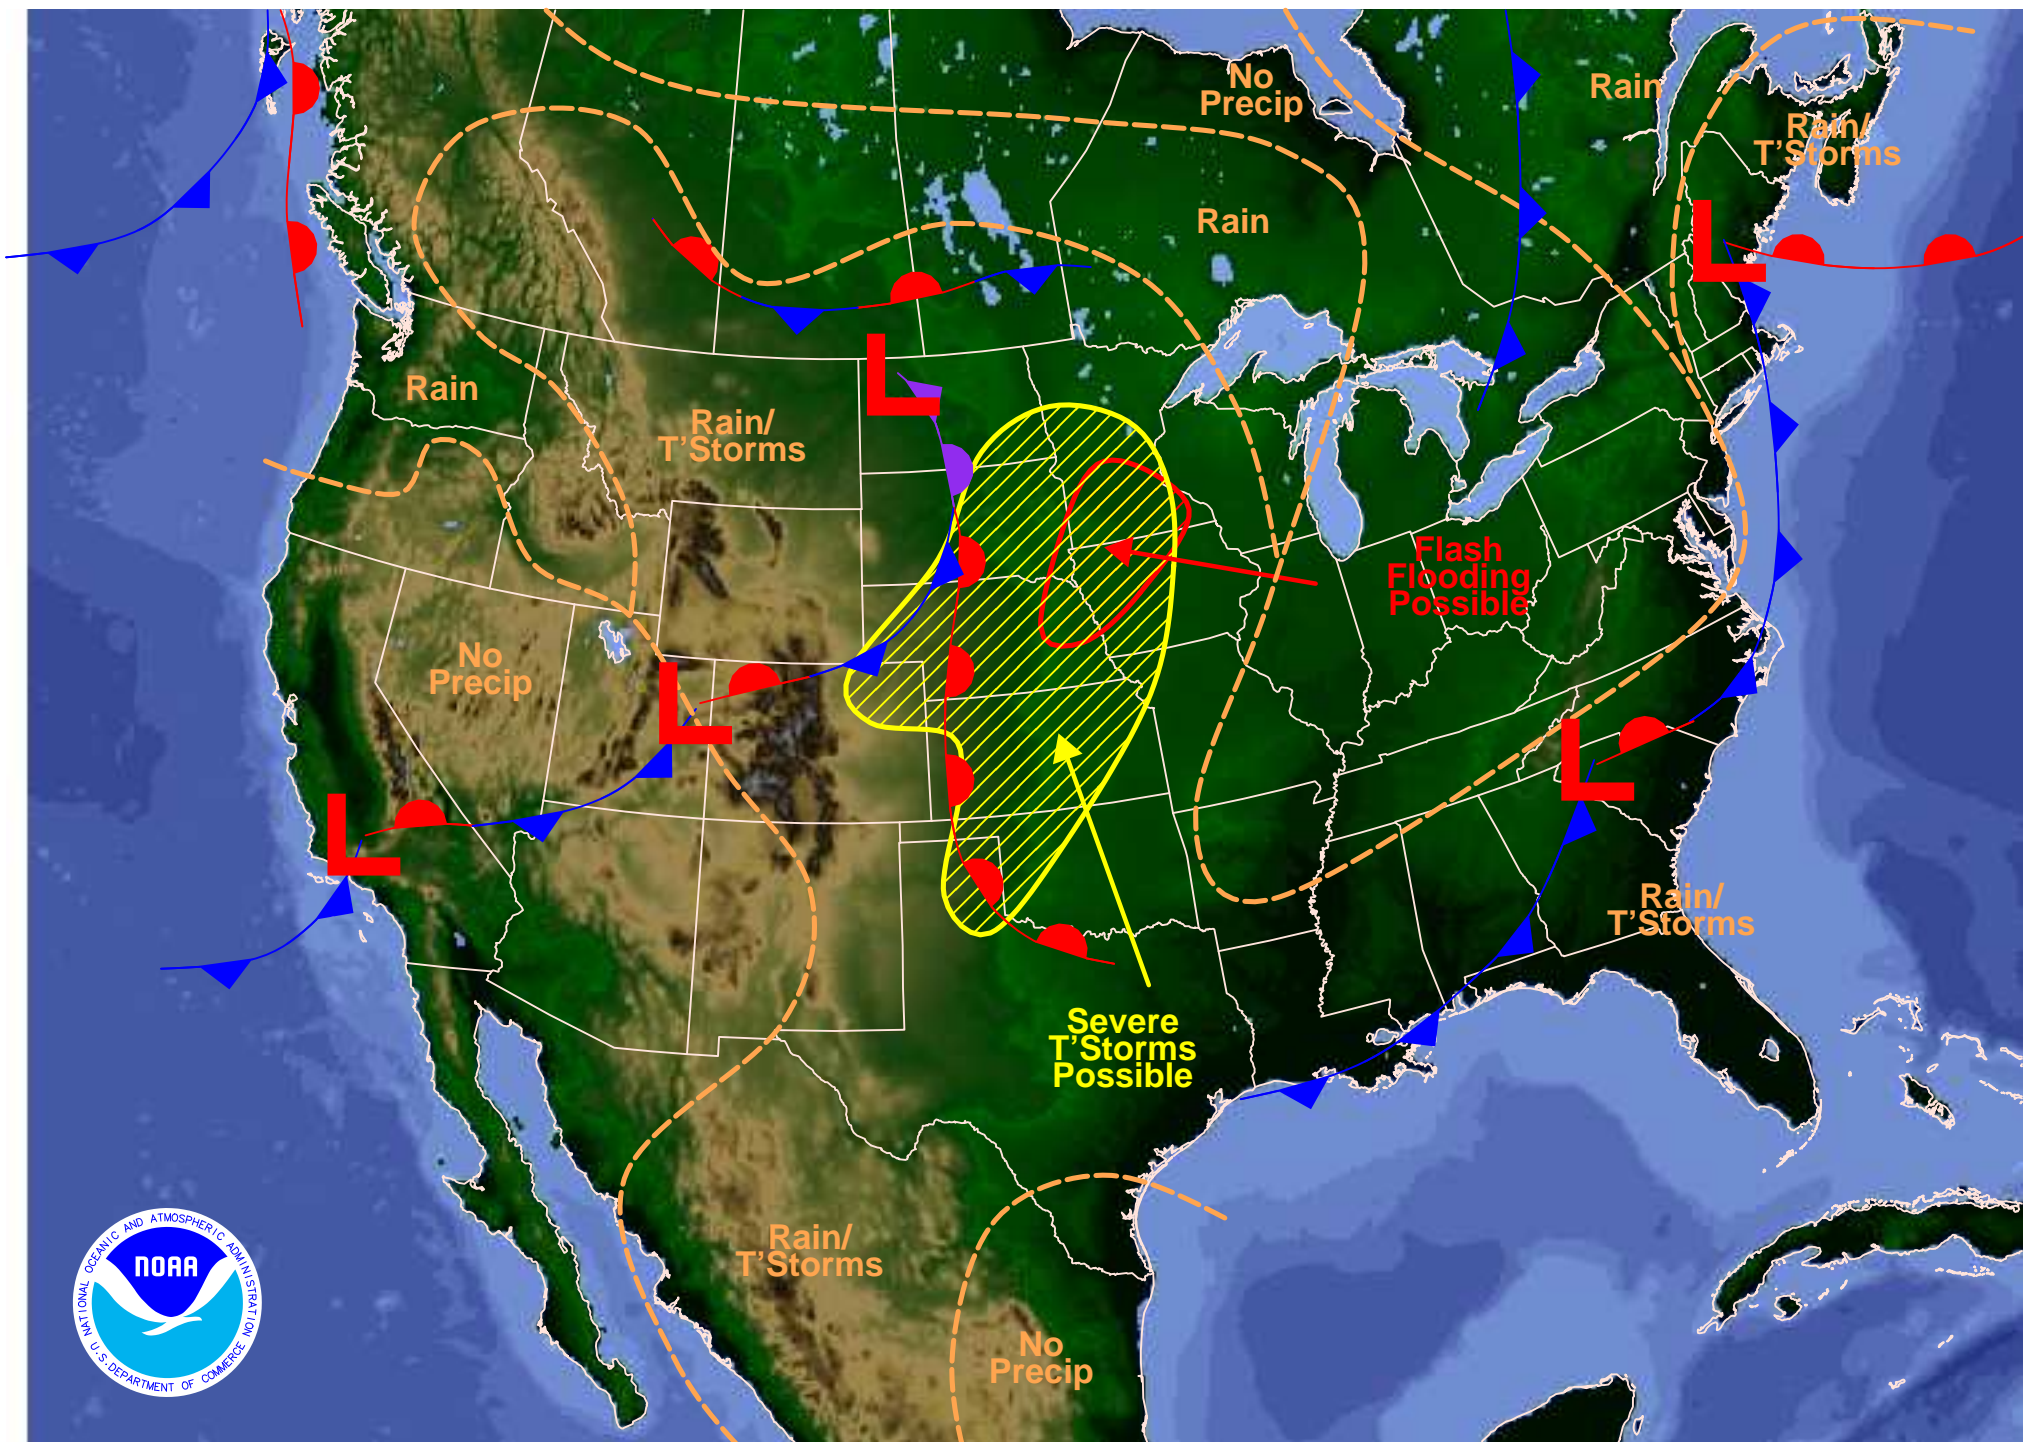 No
Precip
Rain
Rain/
T'Storms
Rain
Rain
Rain/
T'Storms
Flash
Flooding
Possible
No
Precip
L
L
L
L
L
Rain/
T'Storms
Severe
T'Storms
Possible
Rain/
T'Storms
No
Precip
NATIONAL OCEANIC AND ATMOSPHERIC ADMINISTRATION
NOAA
U.S. DEPARTMENT OF COMMERCE